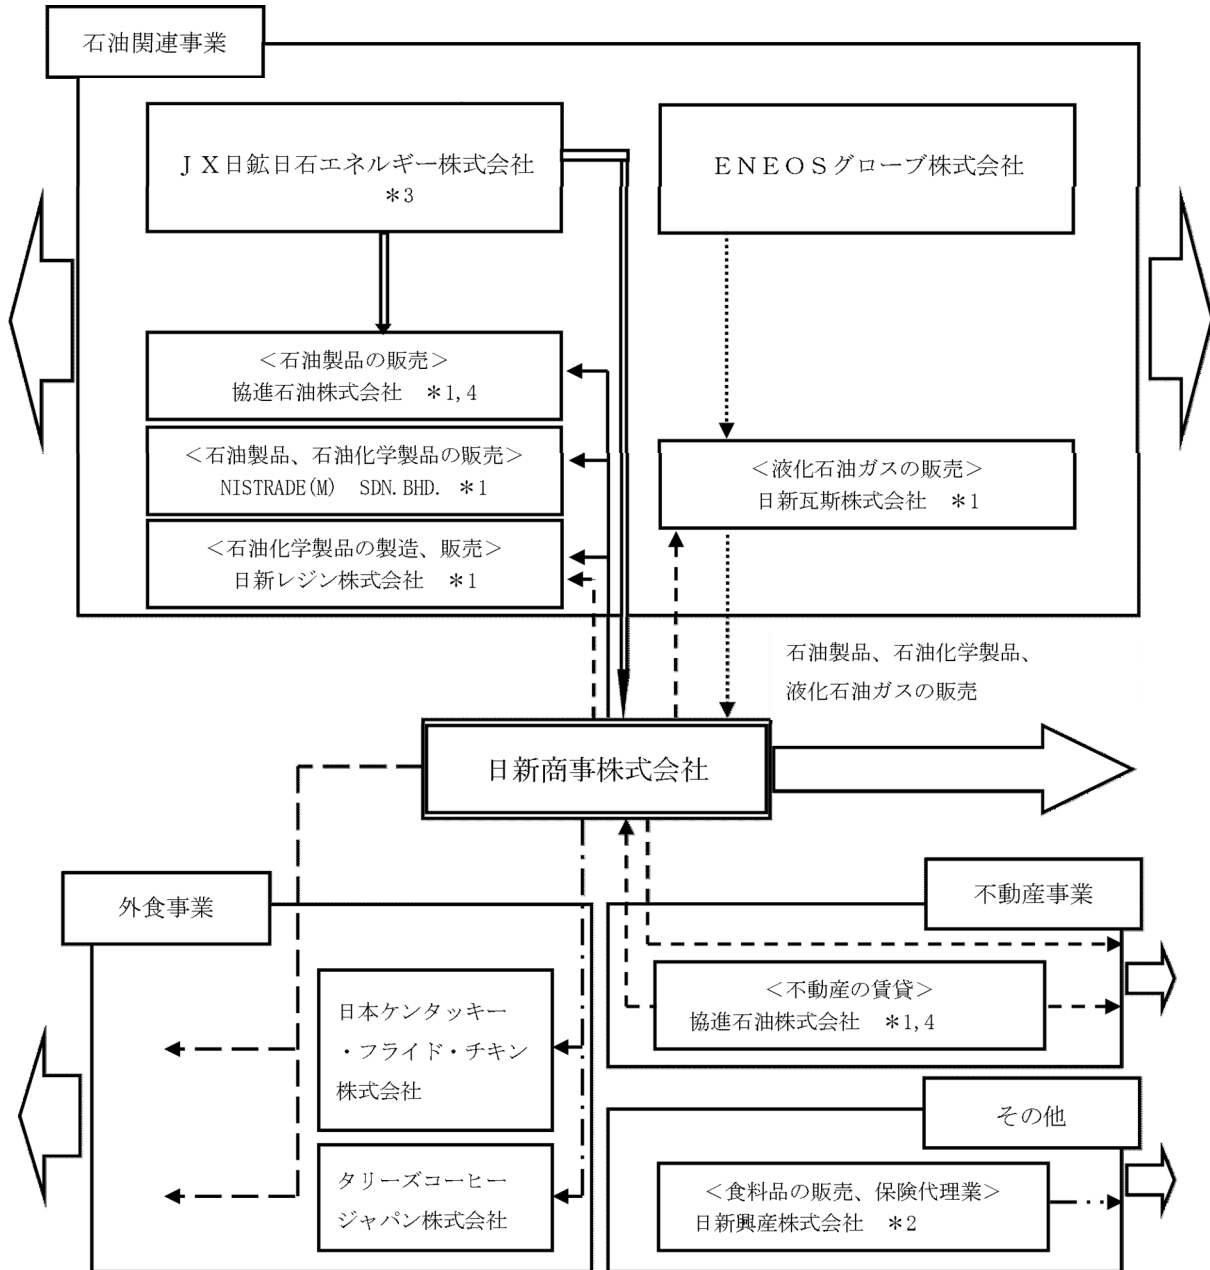 石油関連事業
ＪＸ日鉱日石エネルギー株式会社
＊3
ＥＮＥＯＳグローブ株式会社
＜石油製品の販売＞
協進石油株式会社　＊1,4
＜石油製品、石油化学製品の販売＞
NISTRADE(M)　SDN.BHD.　＊1
＜石油化学製品の製造、販売＞
日新レジン株式会社　＊1
＜液化石油ガスの販売＞
日新瓦斯株式会社　＊1
石油製品、石油化学製品、
液化石油ガスの販売
日新商事株式会社
外食事業
日本ケンタッキー
・フライド・チキン
株式会社
タリーズコーヒー
ジャパン株式会社
不動産事業
＜不動産の賃貸＞
協進石油株式会社　＊1,4
その他
＜食料品の販売、保険代理業＞
日新興産株式会社　＊2